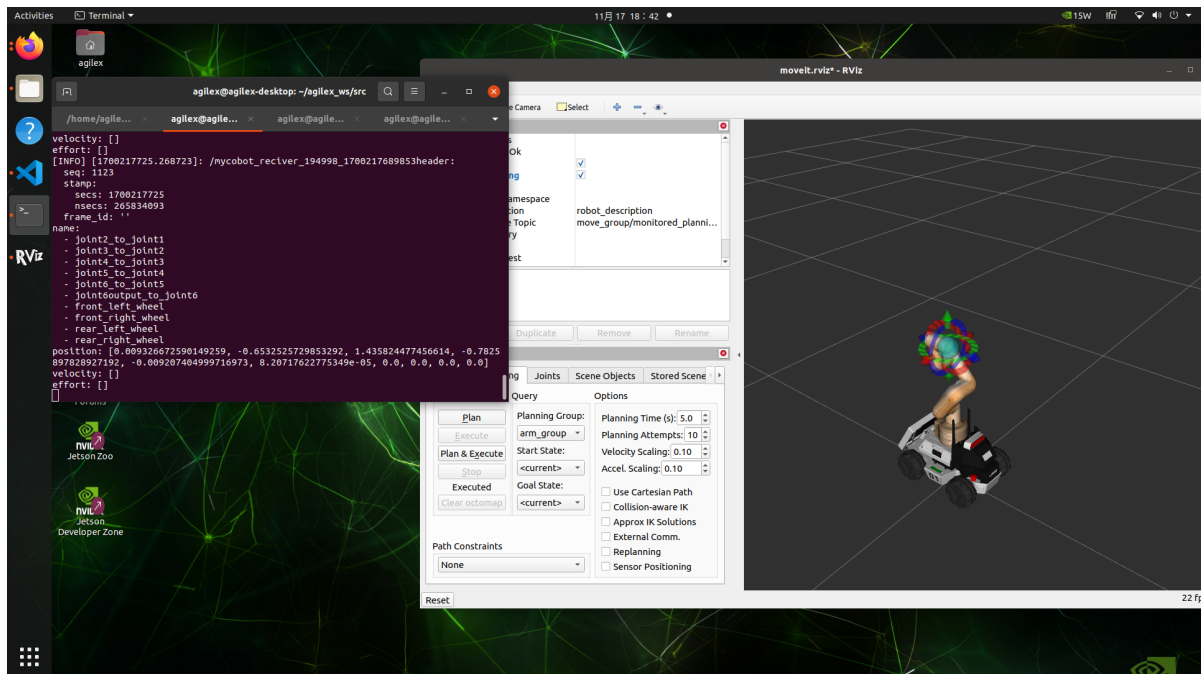 Activities
Terminal
11月 17 18：42
15W
agilex
agilex@agilex-desktop: ~/agilex_ws/src
/home/agile...
agilex@agile...
agilex@agile...
agilex@agile...
velocity: []
effort: []
[INFO] [1700217725.268723]: /mycobot_reciver_194998_1700217689853header:
seq: 1123
stamp:
secs: 1700217725
nsecs: 265834093
frame_id: ''
name:
- joint2_to_joint1
- joint3_to_joint2
- joint4_to_joint3
- joint5_to_joint4
- joint6_to_joint5
- joint6output_to_joint6
- front_left_wheel
- front_right_wheel
- rear_left_wheel
- rear_right_wheel
position: [0.009326672590149259, -0.6532525729853292, 1.435824477456614, -0.7825
897828927192, -0.009207404999716973, 8.20717622775349e-05, 0.0, 0.0, 0.0, 0.0]
velocity: []
effort: []
RViz
Jetson Zoo
Jetson
Developer Zone
moveit.rviz* - RViz
Camera
Select
Ok
robot_description
Topic
move_group/monitored_planni...
Duplicate
Remove
Rename
Joints
Scene Objects
Stored Scene
Query
Options
Plan
Planning Group:
Planning Time (s): 5.0
Execute
arm_group
Planning Attempts: 10
Plan & Execute
Start State:
Velocity Scaling: 0.10
Stop
<current>
Accel. Scaling: 0.10
Executed
Goal State:
Clear octomap
<current>
Use Cartesian Path
Collision-aware IK
Approx IK Solutions
External Comm.
Replanning
Sensor Positioning
Path Constraints
None
Reset
22 fp